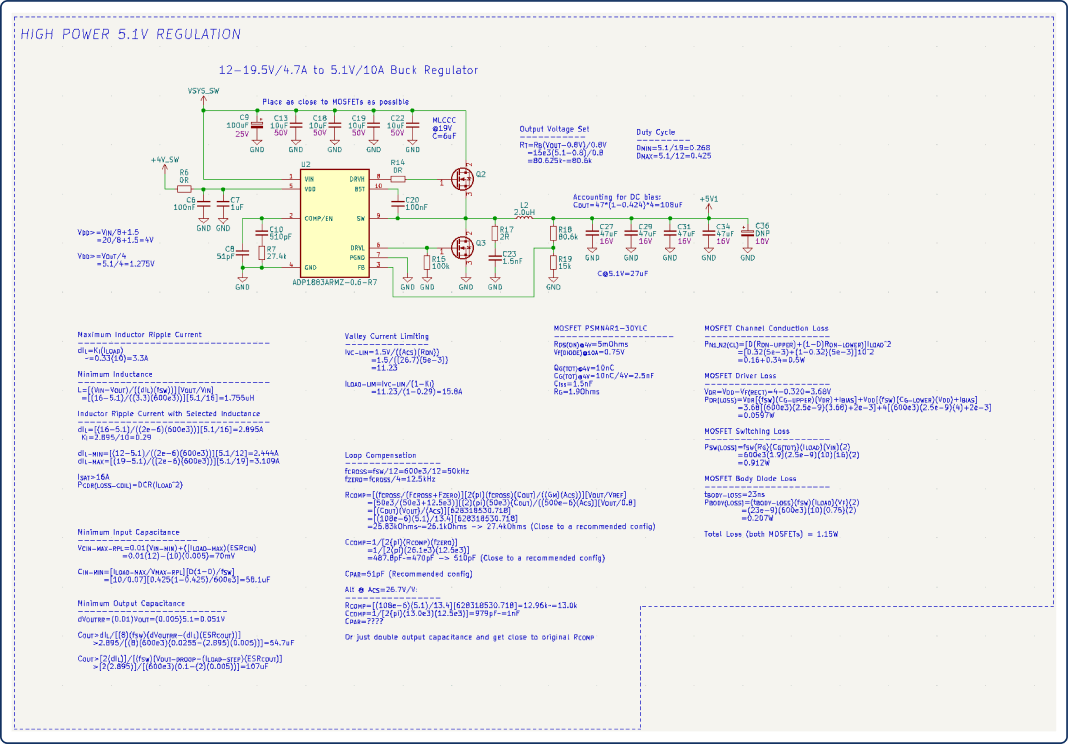 HIGH POWER 5.1V REGULATION
12-19.5V/4.7A to 5.1V/10A Buck Regulator
VSYS_SW
Place as close to MOSFETs as possible
C9
100uF
25V
C13
10uF
50V
C18
10uF
50V
C19
10uF
50V
C22
10uF
50V
MLCCC
@19V
C=6uF
GND
GND
GND
GND
GND
Output Voltage Set
RT=RB(VOUT-0.8V)/0.8V
=15e3(5.1-0.8)/0.8
=80.625k~=80.6k
Duty Cycle
DMIN=5.1/19=0.268
DMAX=5.1/12=0.425
+4V_SW
R6
0R
C6
100nF
C7
1uF
GND
GND
U2
1
VIN
5
VDD
2
COMP/EN
4
GND
DRVH
8
BST
10
SW
9
DRVL
6
PGND
7
FB
3
ADP1883ARMZ-0.6-R7
R14
0R
Q2
1
2
3
C20
100nF
L2
2.0uH
Q3
1
2
3
R15
100k
R17
2R
C23
1.5nF
R18
80.6k
R19
15k
GND
GND
GND
GND
GND
Accounting for DC bias:
COUT=47*(1-0.424)*4=108uF
+5V1
C27
47uF
16V
C29
47uF
16V
C31
47uF
16V
C34
47uF
16V
C36
DNP
10V
GND
GND
GND
GND
GND
C@5.1V=27uF
C10
510pF
R7
27.4k
C8
51pF
GND
GND
VDD>=VIN/8+1.5
=20/8+1.5=4V
VDD>=VOUT/4
=5.1/4=1.275V
Maximum Inductor Ripple Current
dIL=KI(ILOAD)
~=0.33(10)=3.3A
Minimum Inductance
L=[(VIN-VOUT)/((dIL)(fSW))][VOUT/VIN]
=[(16-5.1)/((3.3)(600e3))][5.1/16]=1.755uH
Inductor Ripple Current with Selected Inductance
dIL=[(16-5.1)/((2e-6)(600e3))][5.1/16]=2.895A
KI=2.895/10=0.29
dIL-MIN=[(12-5.1)/((2e-6)(600e3))][5.1/12]=2.444A
dIL-MAX=[(19-5.1)/((2e-6)(600e3))][5.1/19]=3.109A
ISAT>16A
PCDR(LOSS-COIL)=DCR(ILOAD^2)
Minimum Input Capacitance
VCIN-MAX-RPL=0.01(VIN-MIN)+(ILOAD-MAX)(ESRCIN)
=0.01(12)-(10)(0.005)=70mV
CIN-MIN=[ILOAD-MAX/VMAX-RPL][D(1-D)/fSW]
=[10/0.07][0.425(1-0.425)/600e3]=58.1uF
Minimum Output Capacitance
dVOUTRR=(0.01)VOUT=(0.005)5.1=0.051V
COUT>dIL/[(8)(fSW)(dVOUTRR-(dIL)(ESRCOUT))]
>2.895/[(8)(600e3)(0.0255-(2.895)(0.005))]=54.7uF
COUT>[2(dIL)]/[(fSW)(VOUT-DROOP-(ILOAD-STEP)(ESRCOUT)]
>[2(2.895)]/[(600e3)(0.1-(2)(0.005))]=107uF
Valley Current Limiting
IVC-LIM=1.5V/((ACS)(RON))
=1.5/((26.7)(5e-3))
=11.23
ILOAD-LIM=IVC-LIM/(1-KI)
=11.23/(1-0.29)=15.8A
Loop Compensation
fCROSS=fSW/12=600e3/12=50kHz
fZERO=fCROSS/4=12.5kHz
RCOMP=[(fCROSS/(FCROSS+FZERO)][2(pi)(fCROSS)(COUT)/((GM)(ACS))][VOUT/VREF]
=(50e3/(50e3+12.5e3)][(2)(pi)(50e3)(COUT)/((500e-6)(ACS))[VOUT/0.8]
=[(COUT)(VOUT)/(ACS)][628318530.718]
=[(108e-6)(5.1)/13.4][628318530.718]
=25.83kOhms~=26.1kOhms -> 27.4kOhms (Close to a recommended config)
CCOMP=1/[2(pi)(RCOMP)(fZERO)]
=1/[2(pi)(26.1e3)(12.5e3)]
=487.8pF~=470pF -> 510pF (Close to a recommended config)
CPAR=51pF (Recommended config)
Alt @ ACS=26.7V/V:
RCOMP=[(108e-6)(5.1)/13.4][628318530.718]=12.96k~=13.0k
CCOMP=1/[2(pi)(13.0e3)(12.5e3)]=979pF~=1nF
CPAR=????
Or just double output capacitance and get close to original RCOMP
MOSFET PSMN4R1-30YLC
RDS(ON)@4V=5mOhms
VF(DIODE)@10A=0.75V
QG(TOT)@4V=10nC
CG(TOT)@4V=10nC/4V=2.5nF
CISS=1.5nF
RG=1.9Ohms
MOSFET Channel Conduction Loss
PN1,N2(CL)=[D(RON-UPPER)+(1-D)RON-LOWER]ILOAD^2
=[0.32(5e-3)+(1-0.32)(5e-3)]10^2
=0.16+0.34=0.5W
MOSFET Driver Loss
VDR=VDD-VF(RECT)=4-0.320=3.68V
PDR(LOSS)=VDR[(fSW)(CG-UPPER)(VDR)+IBIAS]+VDD[(fSW)(CG-LOWER)(VDD)+IBIAS]
=3.68[(600e3)(2.5e-9)(3.68)+2e-3]+4[(600e3)(2.5e-9)(4)+2e-3]
=0.0597W
MOSFET Switching Loss
PSW(LOSS)=fSW(RG)(CG(TOT))(ILOAD)(VIN)(2)
=600e3(1.9)(2.5e-9)(10)(16)(2)
=0.912W
MOSFET Body Diode Loss
tBODY-LOSS=23ns
PBODY(LOSS)=(tBODY-LOSS)(fSW)(ILOAD)(VF)(2)
=(23e-9)(600e3)(10)(0.75)(2)
=0.207W
Total Loss (both MOSFETs) = 1.15W